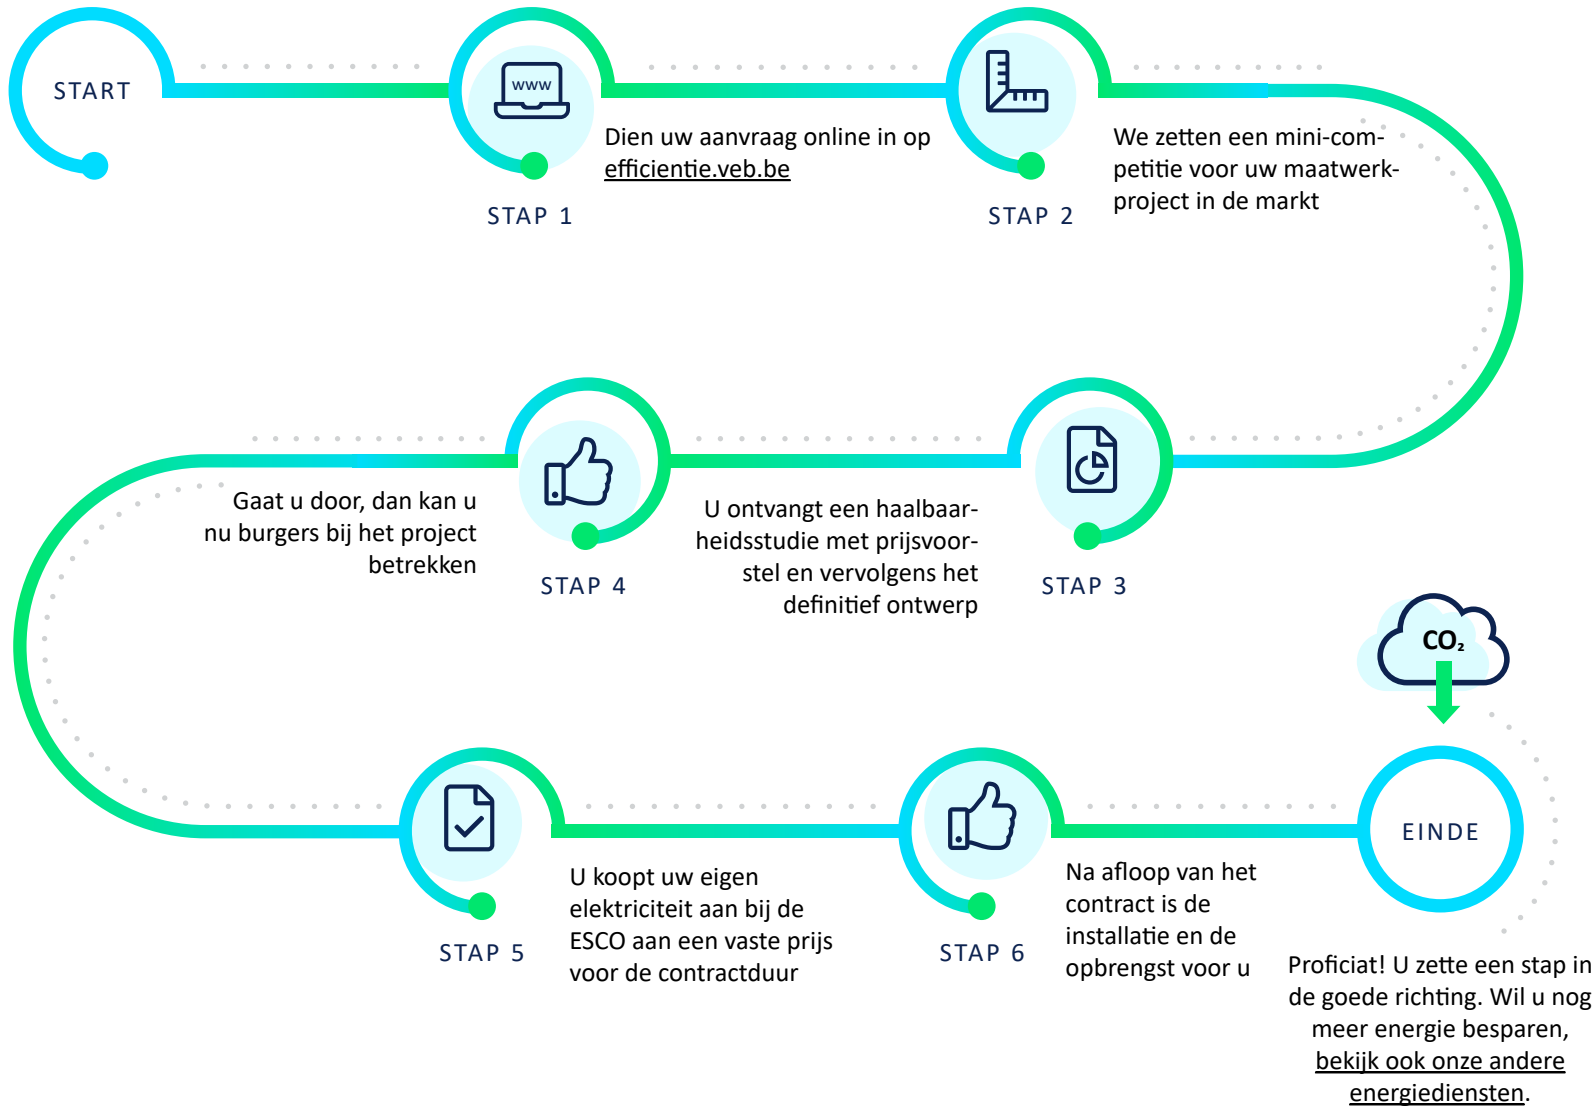 START
www
Dien uw aanvraag online in op
efficientie.veb.be
STAP 1
We zetten een mini-com-
petitie voor uw maatwerk-
project in de markt
STAP 2
U ontvangt een haalbaar-
heidsstudie met prijsvoor-
stel en vervolgens het
definitief ontwerp
STAP 3
Gaat u door, dan kan u
nu burgers bij het project
betrekken
STAP 4
U koopt uw eigen
elektriciteit aan bij de
ESCO aan een vaste prijs
voor de contractduur
STAP 5
Na afloop van het
contract is de
installatie en de
opbrengst voor u
STAP 6
CO₂
EINDE
Proficiat! U zette een stap in
de goede richting. Wil u nog
meer energie besparen,
bekijk ook onze andere
energiediensten.